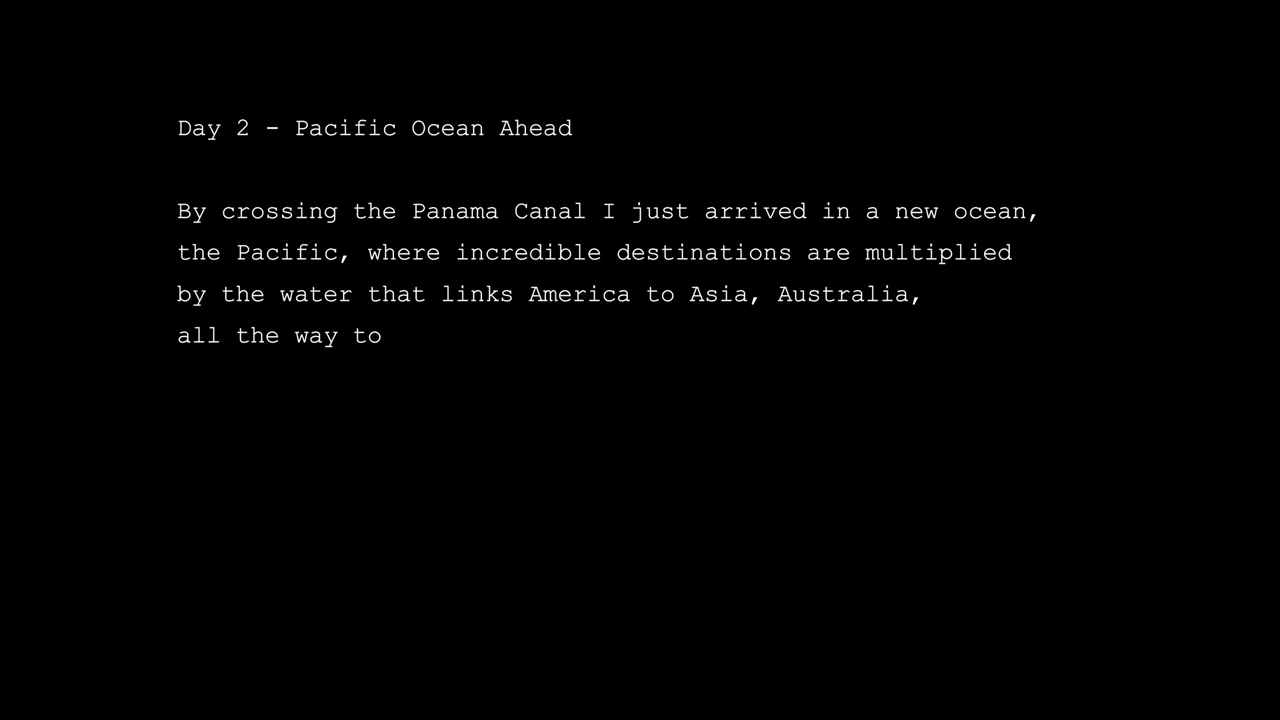 Day 2 - Pacific Ocean Ahead
By crossing the Panama Canal I just arrived in a new ocean,
the Pacific, where incredible destinations are multiplied
by the water that links America to Asia, Australia,
all the way to